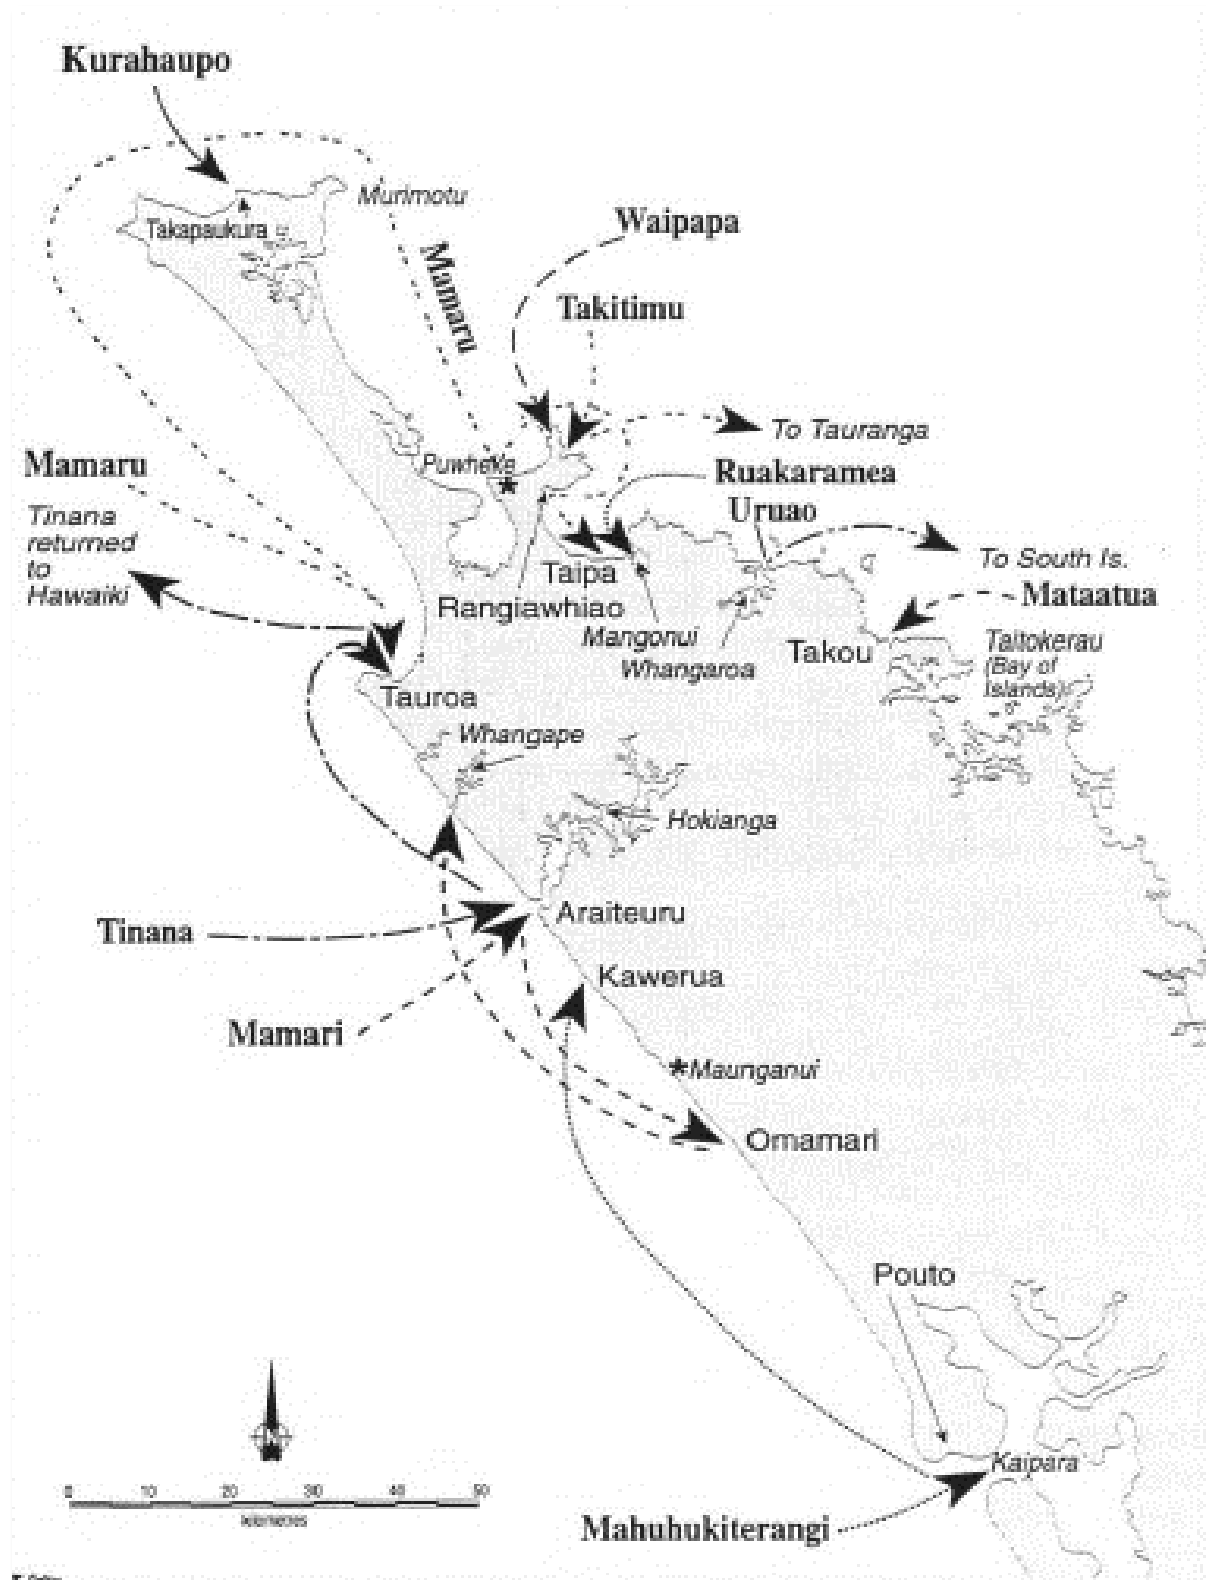 Kurahaupo
Murimotu
Takapaukura
Waipapa
Mamaru
Takitimu
To Tauranga
Puwheke
Mamaru
Ruakaramea
Uruao
Tinana
returned
to
Hawaiki
To South Is.
Taipa
Mataatua
Rangiawhiao
Mangonui
Takou
Taitokerau
(Bay of
Islands)
Whangaroa
Tauroa
Whangape
Hokianga
Araiteuru
Tinana
Kawerua
Mamari
*Maunganui
Omamari
Pouto
N
Kaipara
0 10 20 30 40 50
kilometres
Mahuhukiterangi